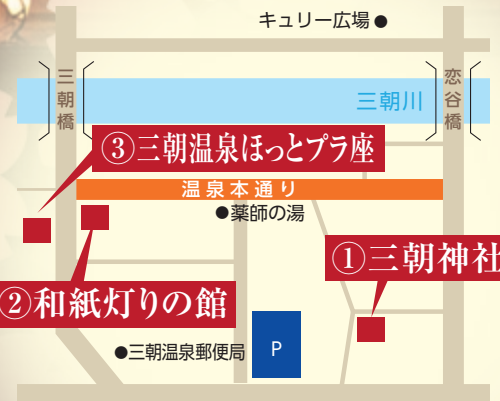 キュリー広場●
三朝橋
恋谷橋
三朝川
③三朝温泉ほっとプラ座
温泉本通り
●薬師の湯
①三朝神社
②和紙灯りの館
●三朝温泉郵便局
P